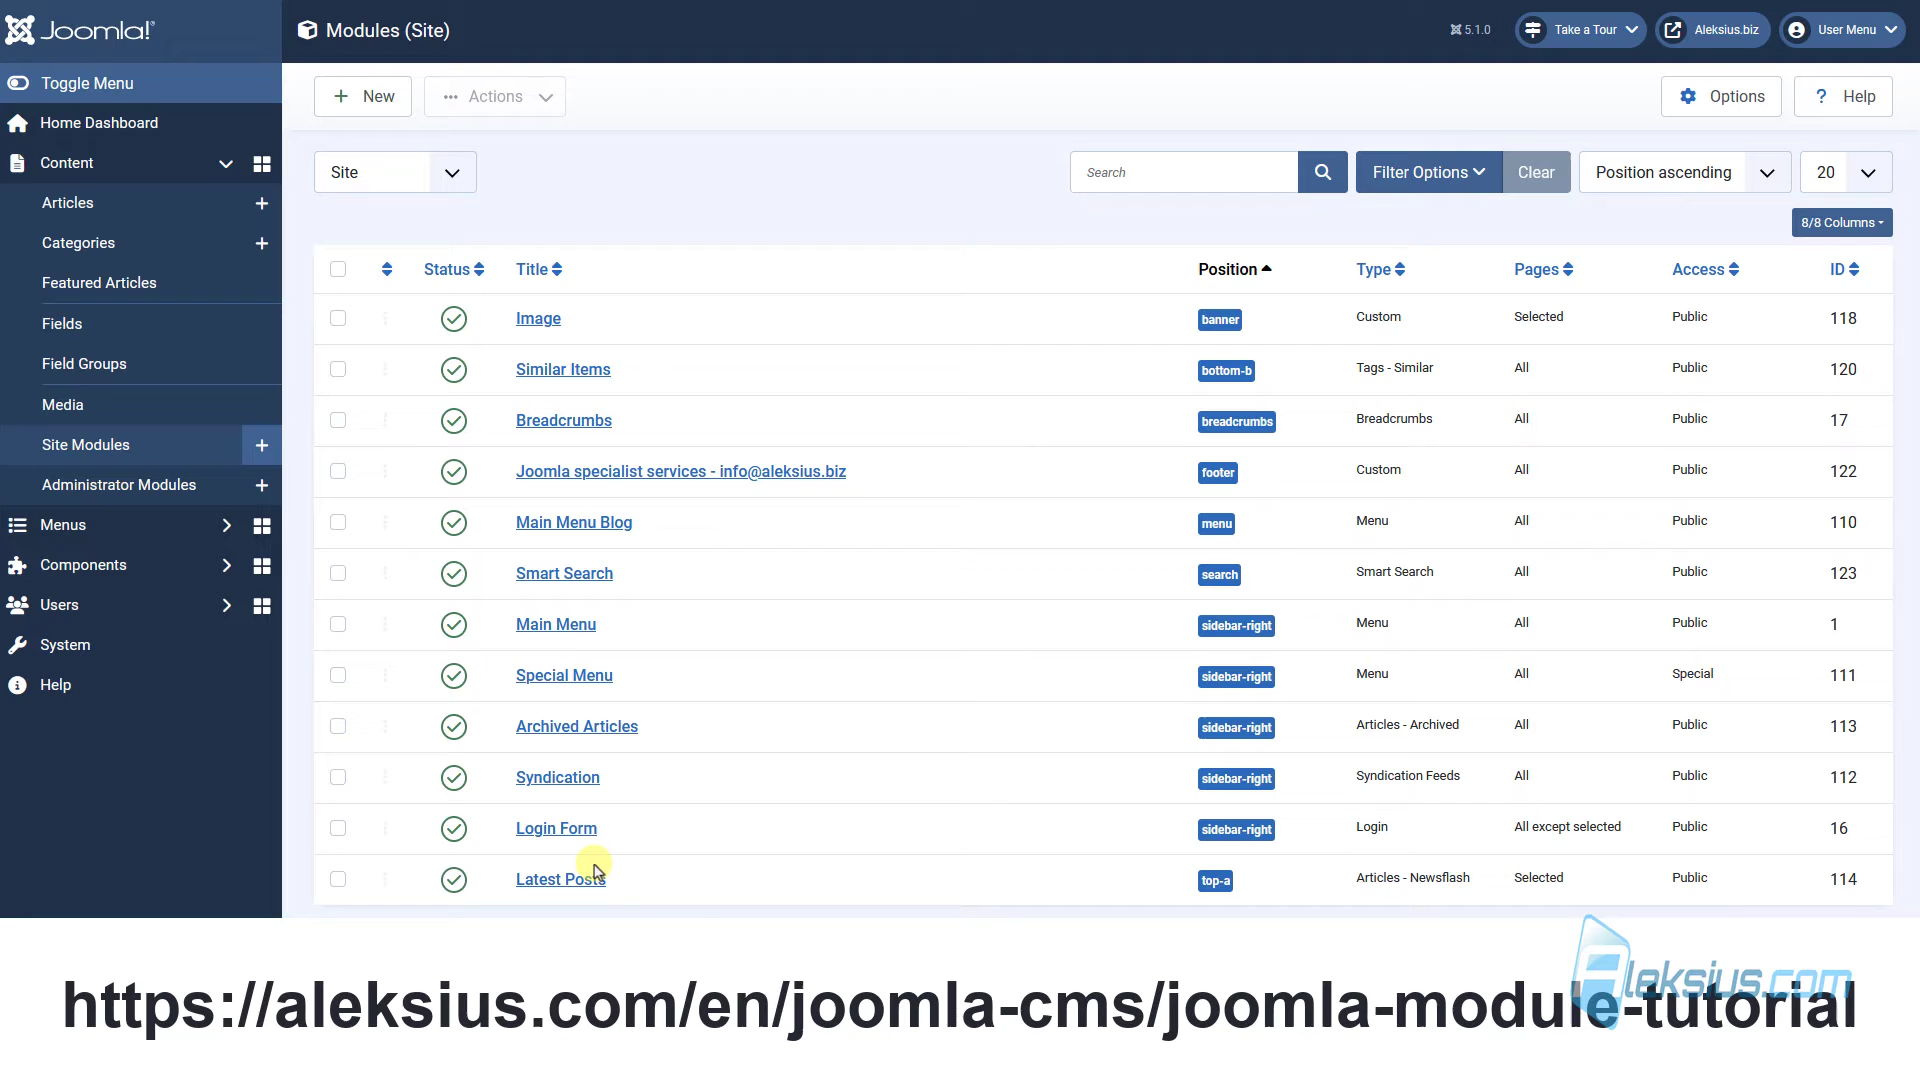 Joomla!
Modules (Site)
5.1.0
Take a Tour
Aleksius.biz
User Menu
Toggle Menu
Home Dashboard
Content
Articles
Categories
Featured Articles
Fields
Field Groups
Media
Site Modules
Administrator Modules
Menus
Components
Users
System
Help
New
Actions
Options
? Help
Site
Search
Filter Options
Clear
Position ascending
20
8/8 Columns
Status Title Position Type Pages Access ID
Image banner Custom Selected Public 118
Similar Items bottom-b Tags - Similar All Public 120
Breadcrumbs breadcrumbs Breadcrumbs All Public 17
Joomla specialist services - info@aleksius.biz footer Custom All Public 122
Main Menu Blog menu Menu All Public 110
Smart Search search Smart Search All Public 123
Main Menu sidebar-right Menu All Public 1
Special Menu sidebar-right Menu All Special 111
Archived Articles sidebar-right Articles - Archived All Public 113
Syndication sidebar-right Syndication Feeds All Public 112
Login Form sidebar-right Login All except selected Public 16
Latest Posts top-a Articles - Newsflash Selected Public 114
Aleksius.com
https://aleksius.com/en/joomla-cms/joomla-module-tutorial